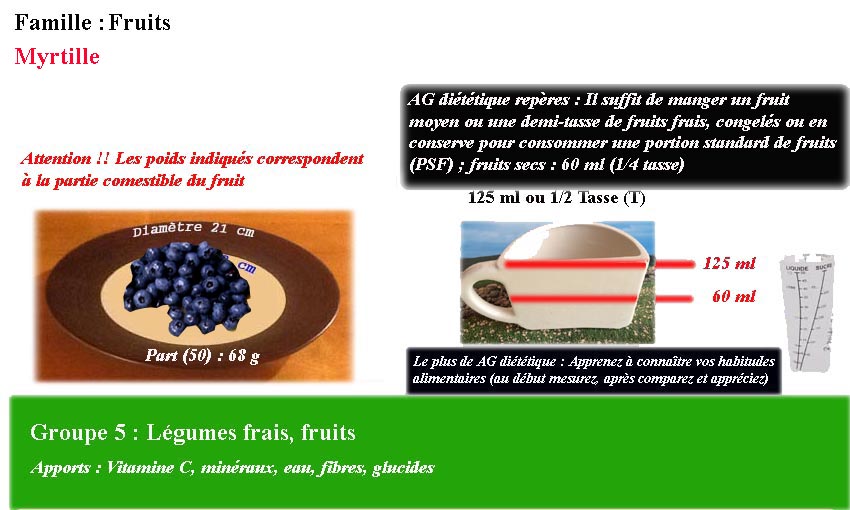 Famille : Fruits
Myrtille
AG diététique repères : Il suffit de manger un fruit
moyen ou une demi-tasse de fruits frais, congelés ou en
conserve pour consommer une portion standard de fruits
(PSF) ; fruits secs : 60 ml (1/4 tasse)
Attention !! Les poids indiqués correspondent
à la partie comestible du fruit
125 ml ou 1/2 Tasse (T)
Diamètre 21 cm
cm
Part (50) : 68 g
125 ml
60 ml
LIQUIDE SUCRE
Le plus de AG diététique : Apprenez à connaître vos habitudes
alimentaires (au début mesurez, après comparez et appréciez)
Groupe 5 : Légumes frais, fruits
Apports : Vitamine C, minéraux, eau, fibres, glucides